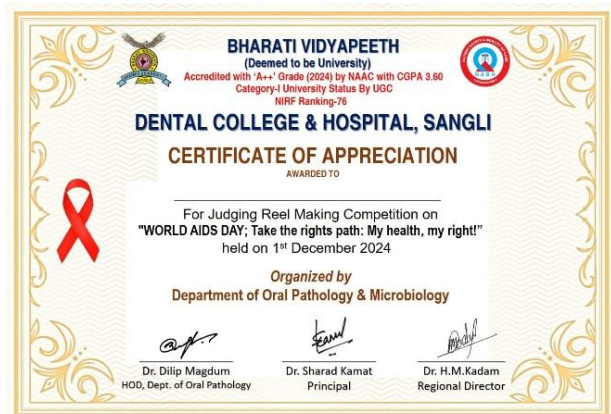 BHARATI VIDYAPEETH
(Deemed to be University)
Accredited with ‘A++’ Grade (2024) by NAAC with CGPA 3.60
Category-I University Status By UGC
NIRF Ranking-76
DENTAL COLLEGE & HOSPITAL, SANGLI
CERTIFICATE OF APPRECIATION
AWARDED TO
For Judging Reel Making Competition on
"WORLD AIDS DAY; Take the rights path: My health, my right!”
held on 1st December 2024
Organized by
Department of Oral Pathology & Microbiology
Dr. Dilip Magdum Dr. Sharad Kamat Dr. H.M.Kadam
HOD, Dept. of Oral Pathology Principal Regional Director